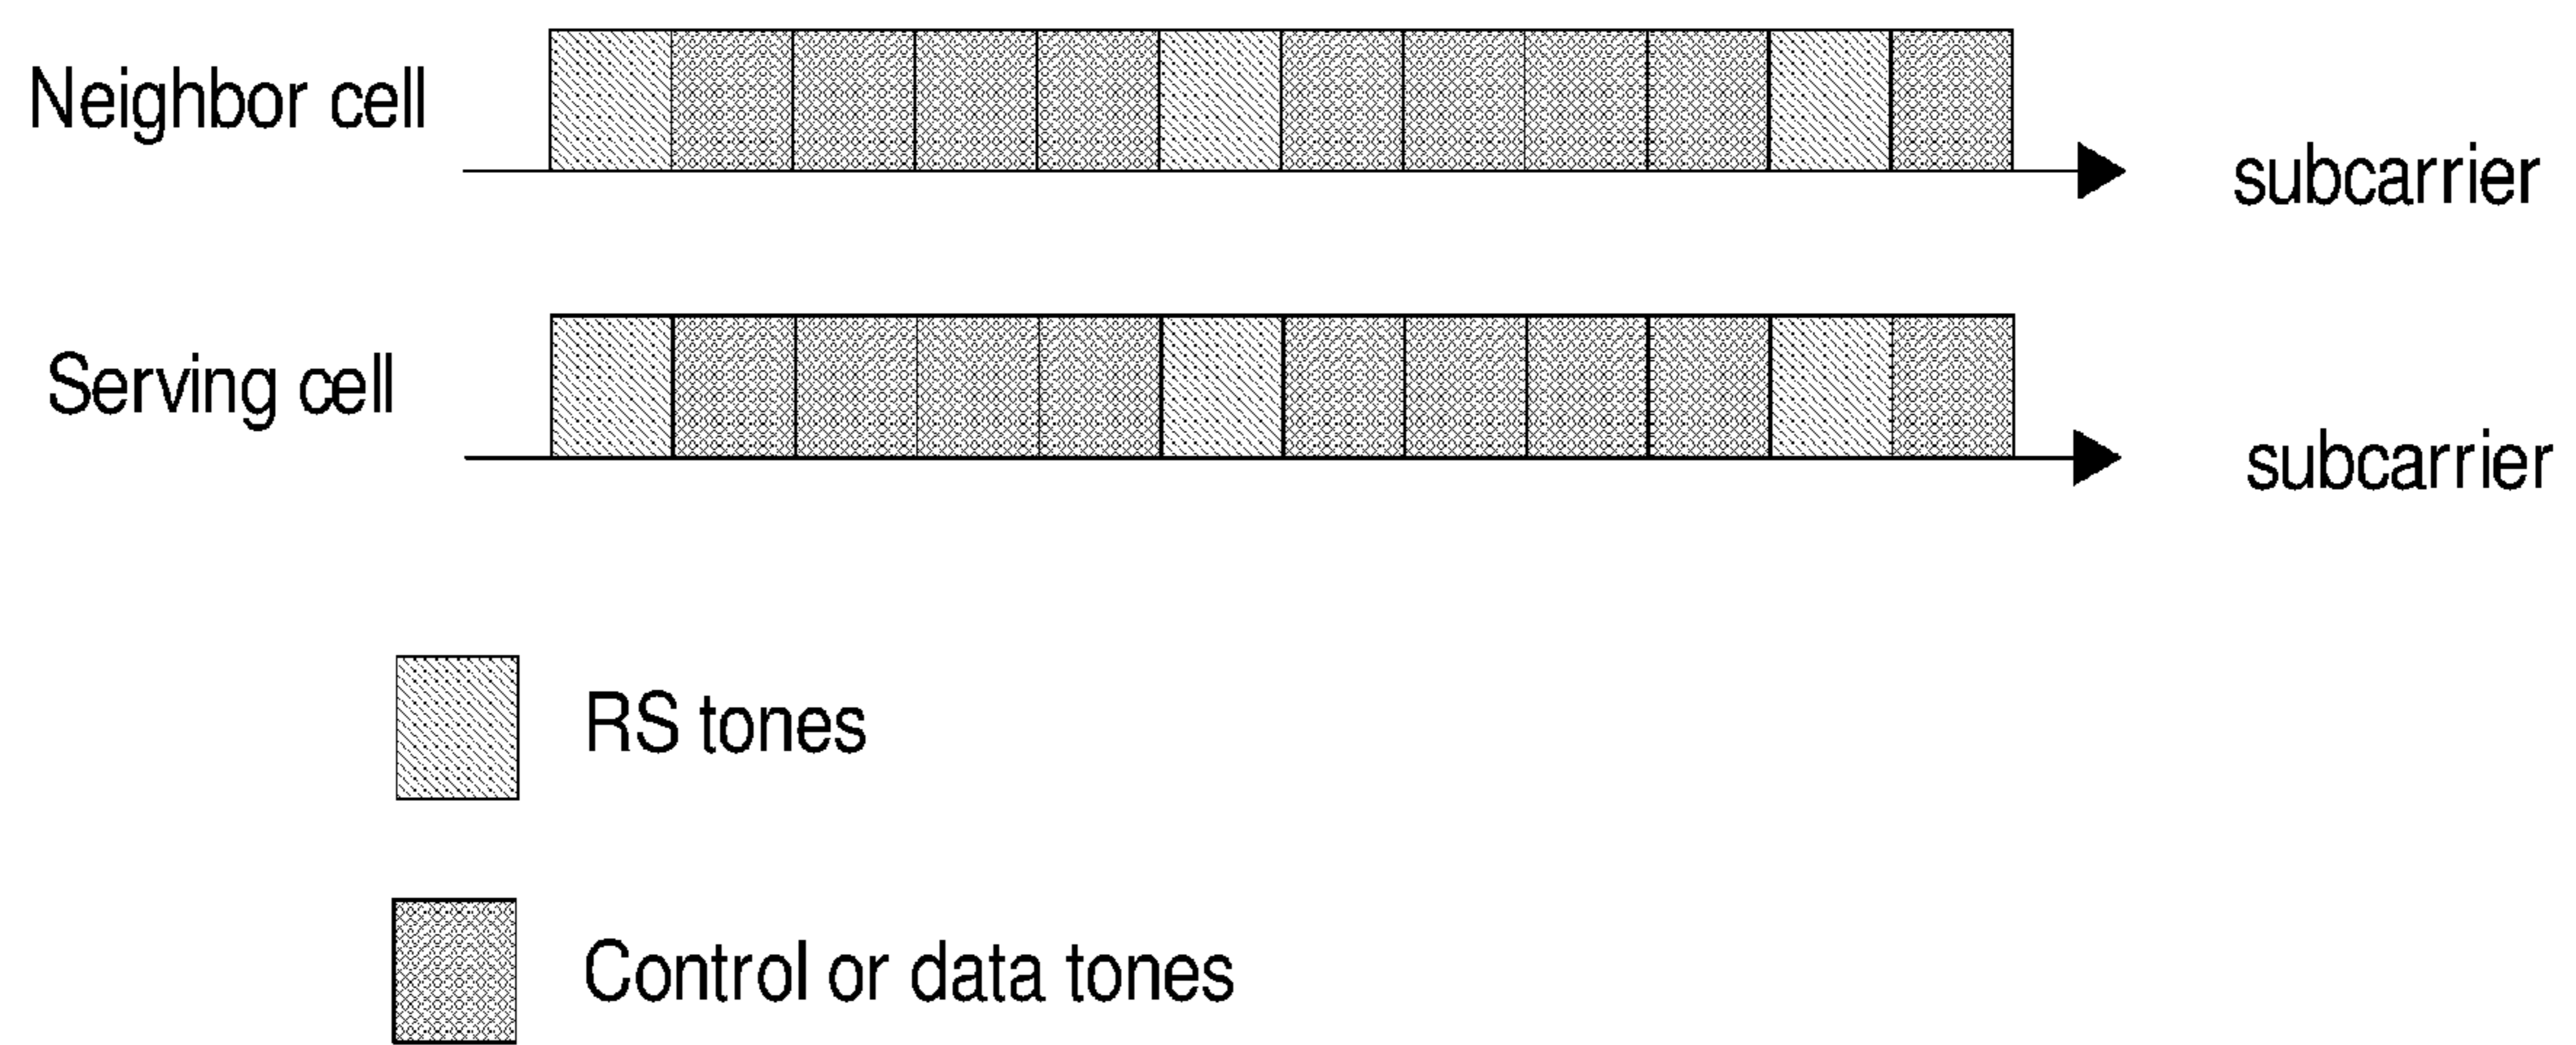 Neighbor cell
subcarrier
Serving cell
subcarrier
RS tones
Control or data tones